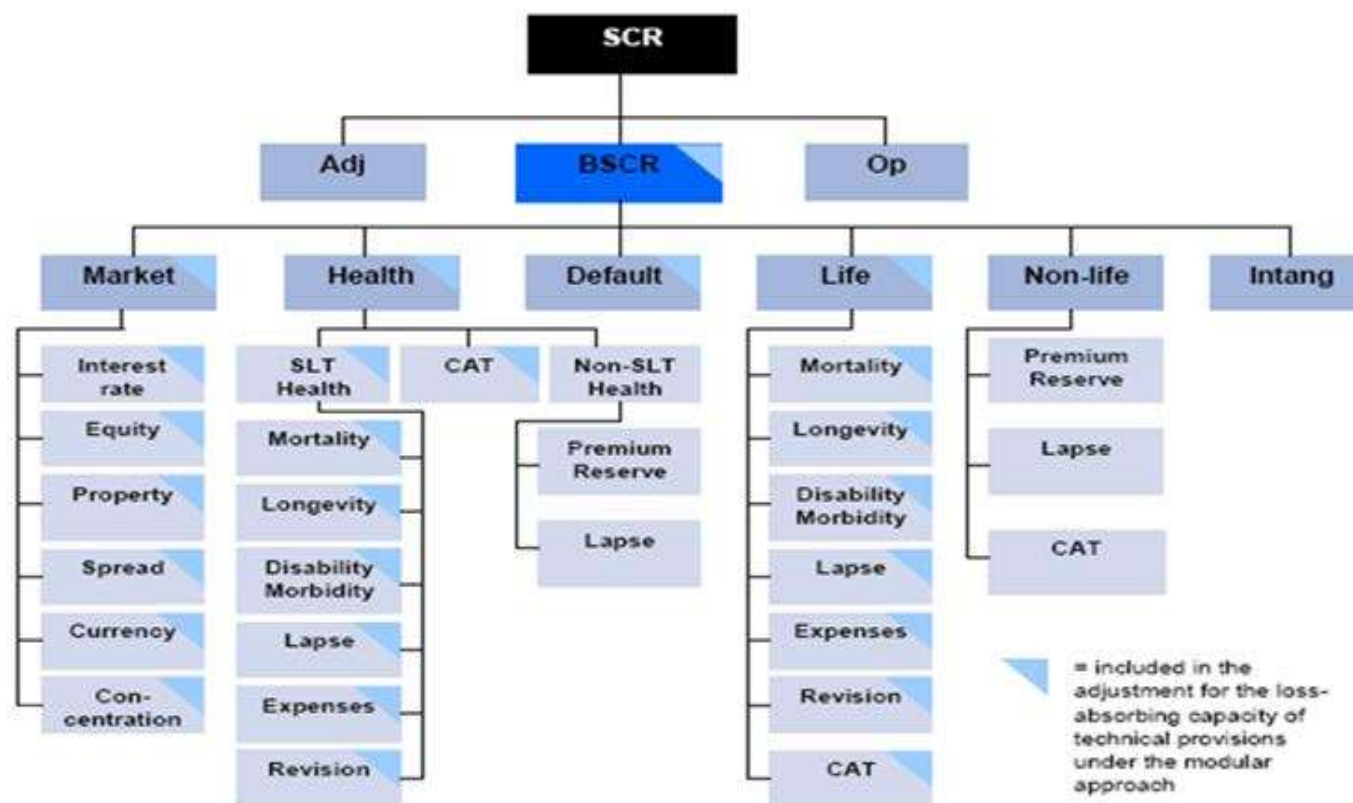 SCR
Adj
BSCR
Op
Market
Health
Default
Life
Non-life
Intang
Interest
rate
Equity
Property
Spread
Currency
Con-
centration
SLT
Health
CAT
Non-SLT
Health
Mortality
Longevity
Disability
Morbidity
Lapse
Expenses
Revision
Premium
Reserve
Lapse
Mortality
Longevity
Disability
Morbidity
Lapse
Expenses
Revision
CAT
Premium
Reserve
Lapse
CAT
= included in the
adjustment for the loss-
absorbing capacity of
technical provisions
under the modular
approach